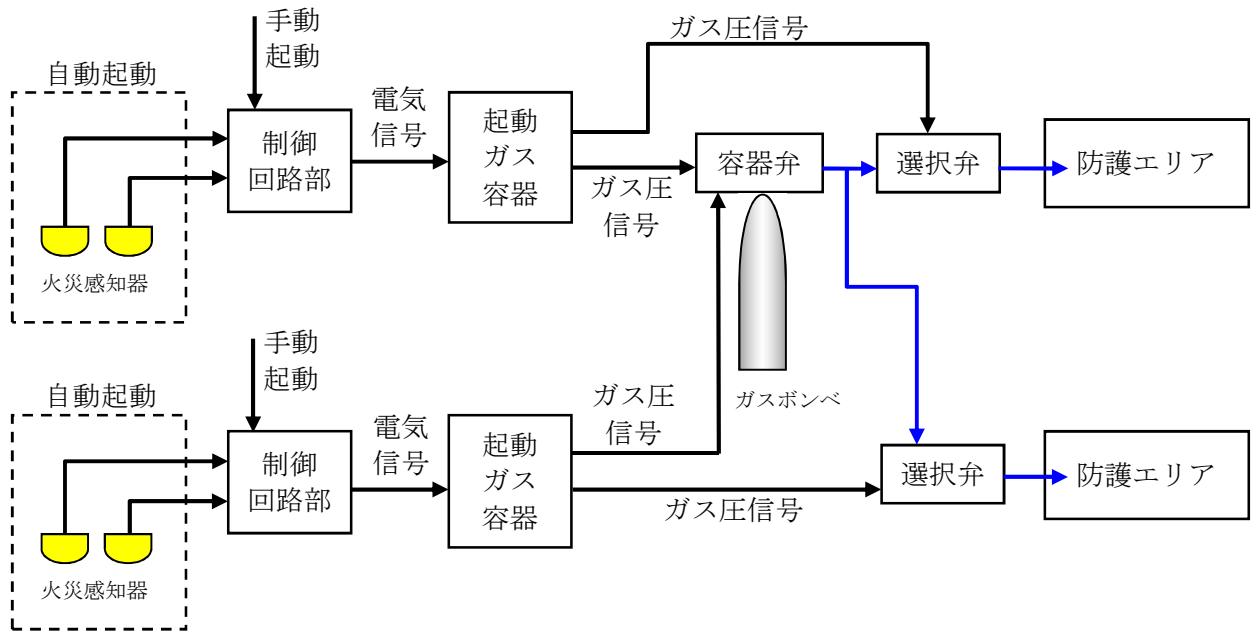 ガス圧信号
手動
起動
自動起動
電気
信号
制御
回路部
起動
ガス
容器
容器弁
選択弁
防護エリア
ガス圧
信号
火災感知器
手動
起動
自動起動
ガス圧
信号
ガスボンベ
電気
信号
制御
回路部
起動
ガス
容器
選択弁
防護エリア
ガス圧信号
火災感知器